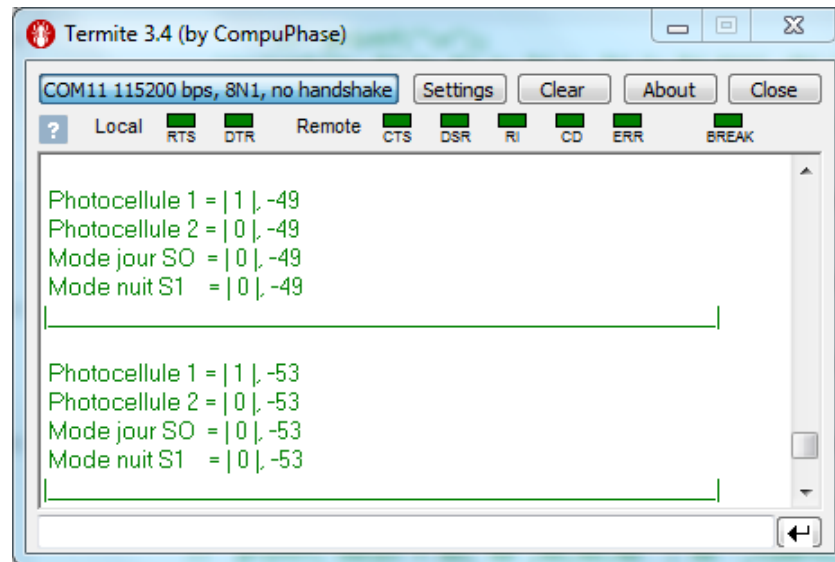 Termite 3.4 (by CompuPhase)
COM11 115200 bps, 8N1, no handshake Settings Clear About Close
? Local RTS DTR Remote CTS DSR RI CD ERR BREAK
Photocellule 1 = | 1 |, -49
Photocellule 2 = | 0 |, -49
Mode jour SO = | 0 |, -49
Mode nuit S1 = | 0 |, -49
|_______________________________________________|
Photocellule 1 = | 1 |, -53
Photocellule 2 = | 0 |, -53
Mode jour SO = | 0 |, -53
Mode nuit S1 = | 0 |, -53
|_______________________________________________|